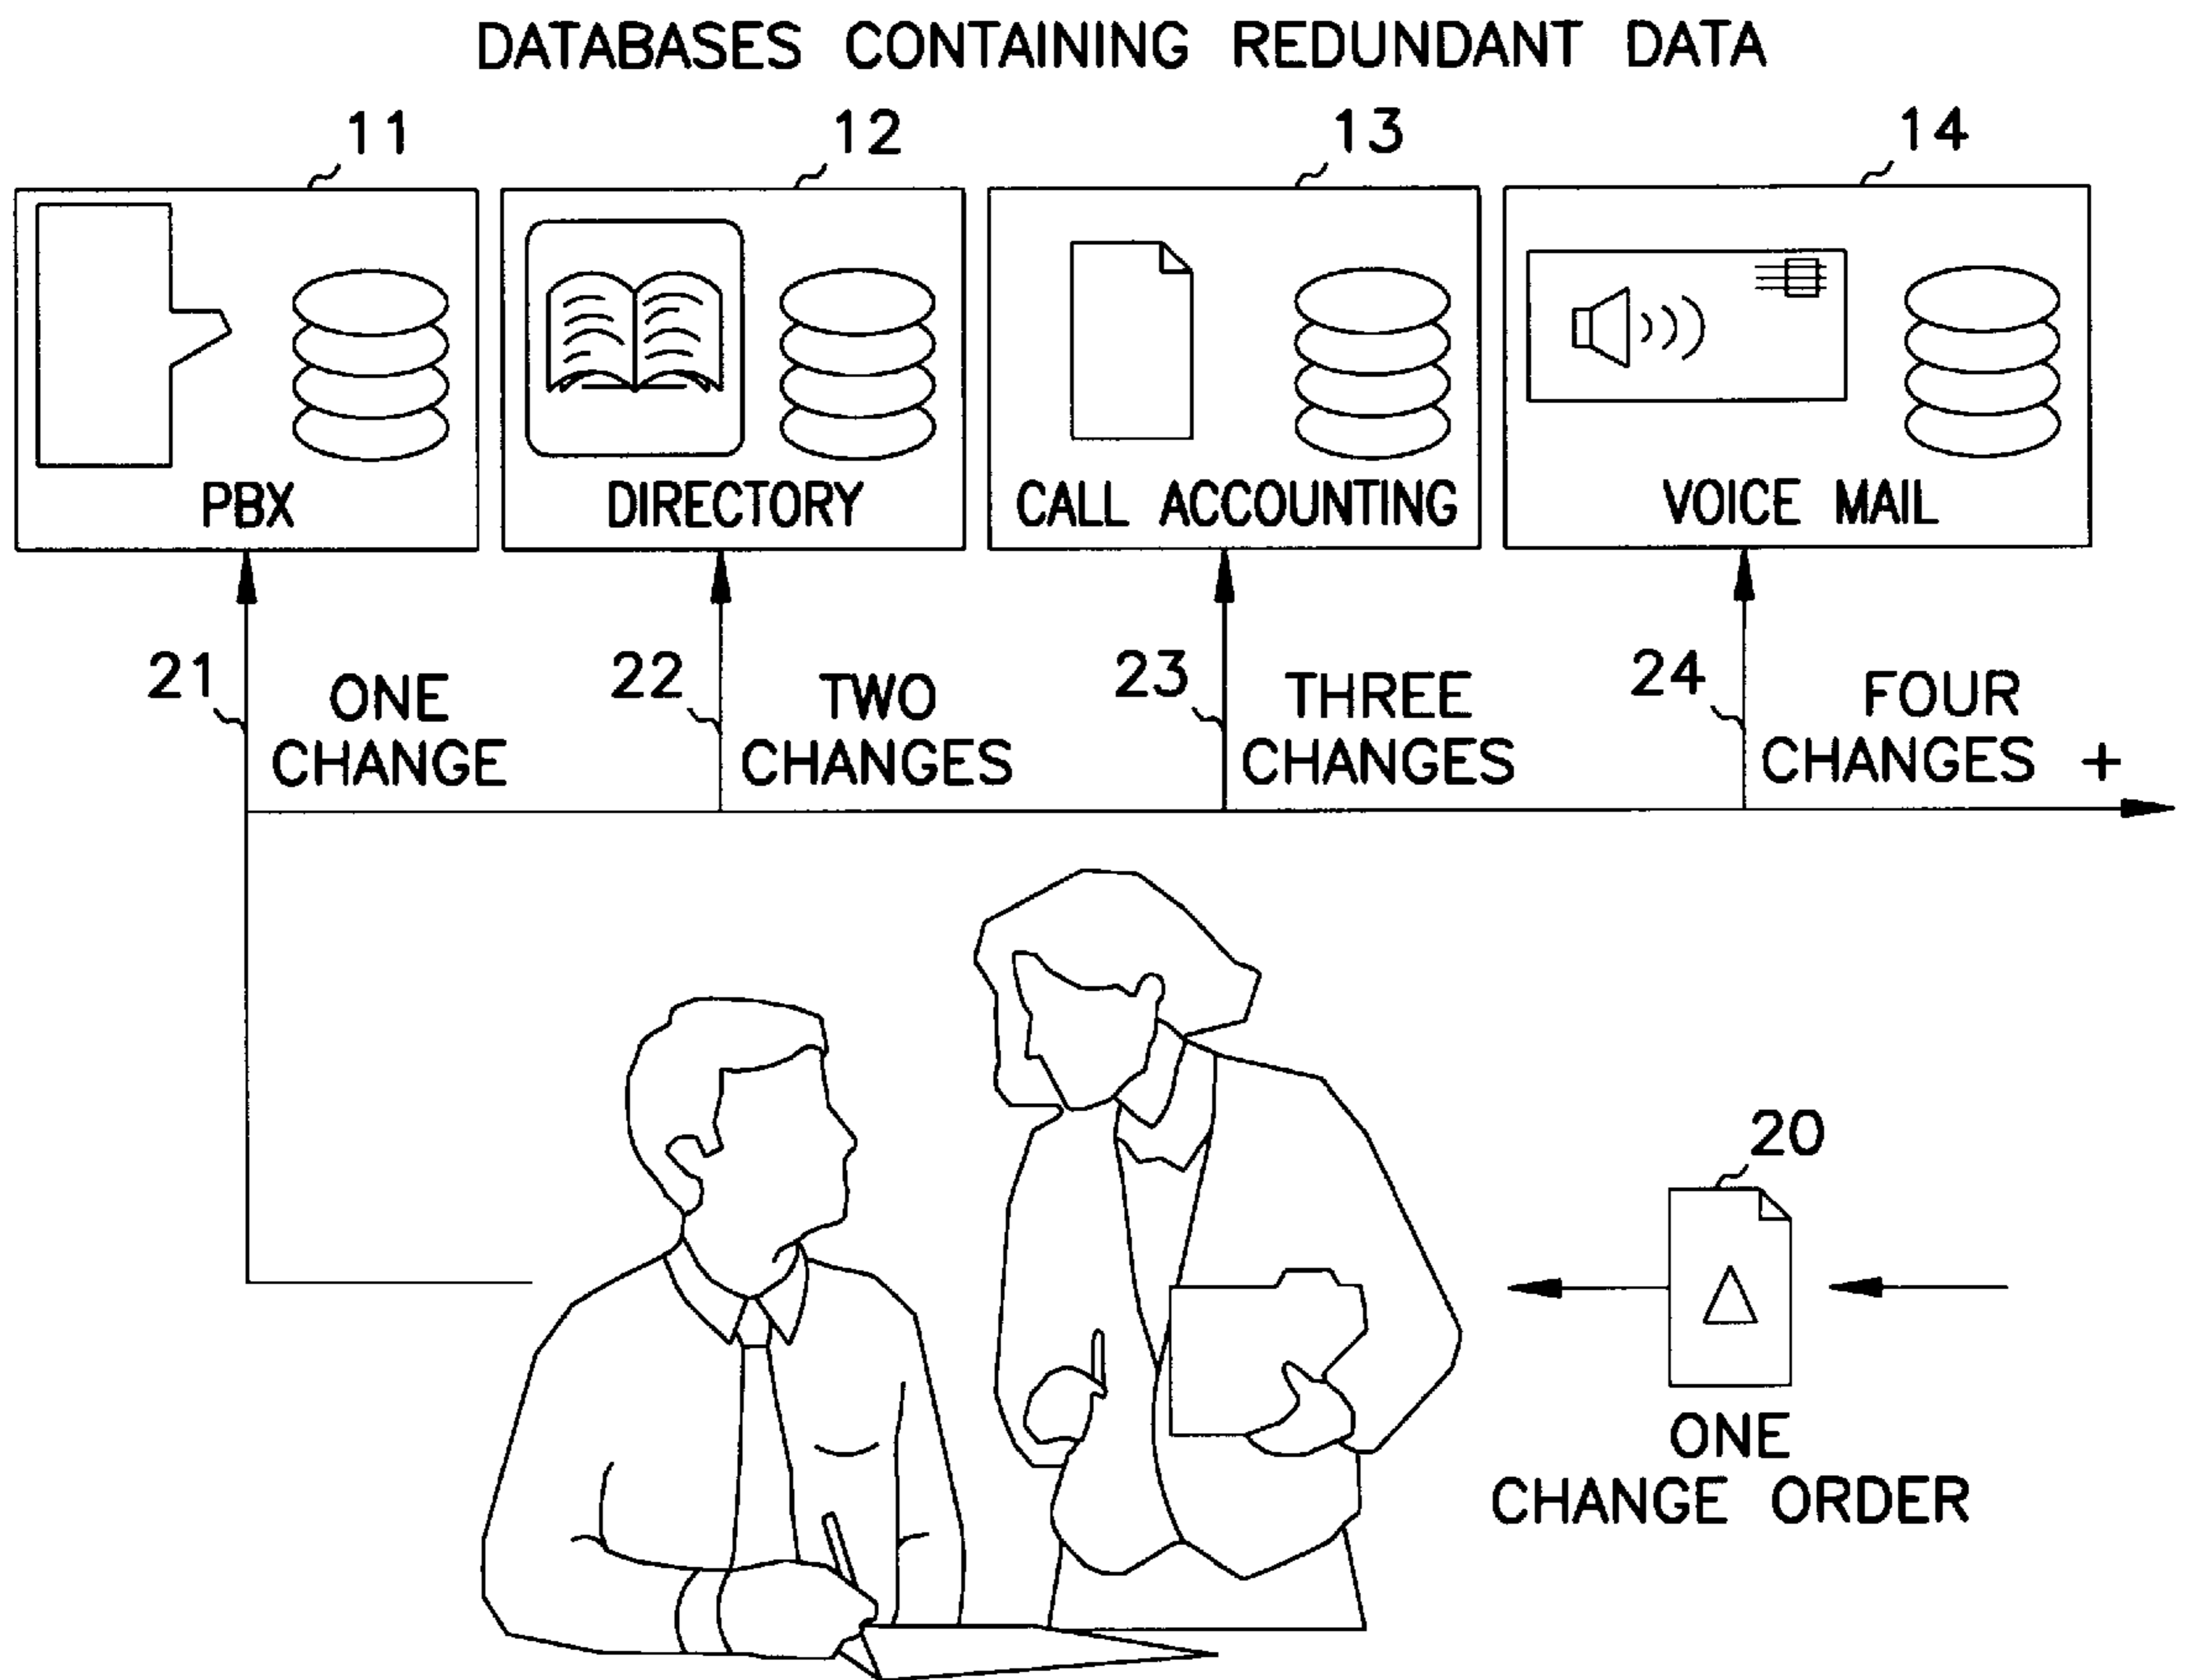 DATABASES CONTAINING REDUNDANT DATA
11 12 13 14
PBX DIRECTORY CALL ACCOUNTING VOICE MAIL
21 22 23 24
ONE TWO THREE FOUR
CHANGE CHANGES CHANGES CHANGES +
20
ONE
CHANGE ORDER